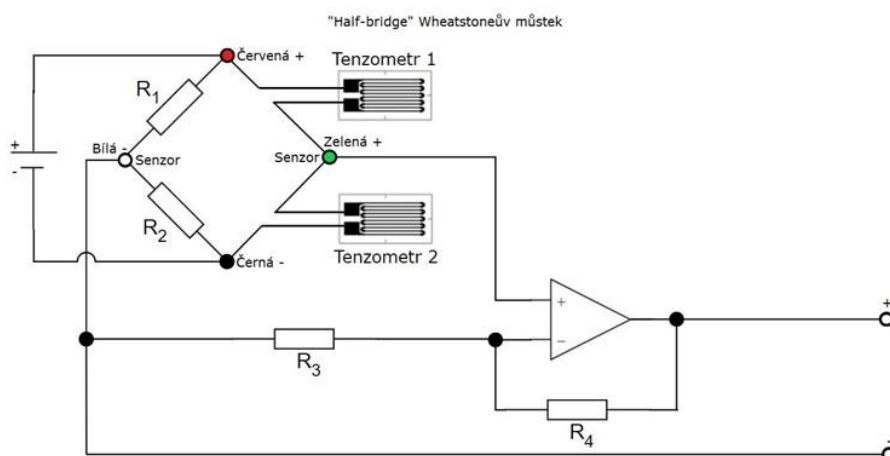 "Half-bridge" Wheatstoneův můstek
Červená +
Tenzometr 1
R1
+
-
Bílá -
Senzor
Zelená +
Senzor
R2
Černá -
Tenzometr 2
+
-
R3
R4
+
-